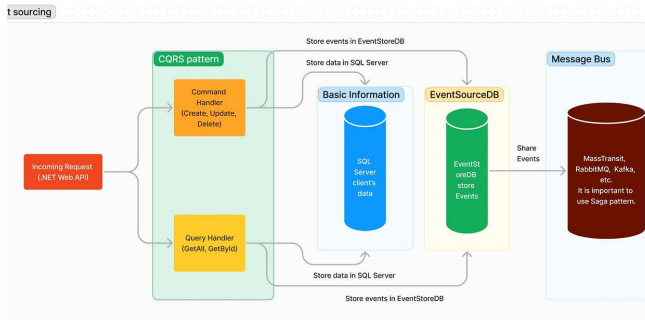 t sourcing
Store events in EventStoreDB
CQRS pattern
Store data in SQL Server
Message Bus
Command
Handler
(Create, Update,
Delete)
Basic Information
EventSourceDB
Incoming Request
(.NET Web API)
SQL
Server
client's
data
EventSt
oreDB
store
Events
Share
Events
MassTransit,
RabbitMQ, Kafka,
etc.
It is important to
use Saga pattern.
Query Handler
(GetAll, GetById)
Store data in SQL Server
Store events in EventStoreDB